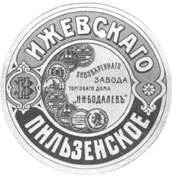 ИЖЕВСКАГО
ПИВОВАРЕННАГО
ЗАВОДА
ТОРГОВАГО ДОМА
„И.И.БОДАЛЕВЪ”
ПИЛЬЗЕНСКОЕ